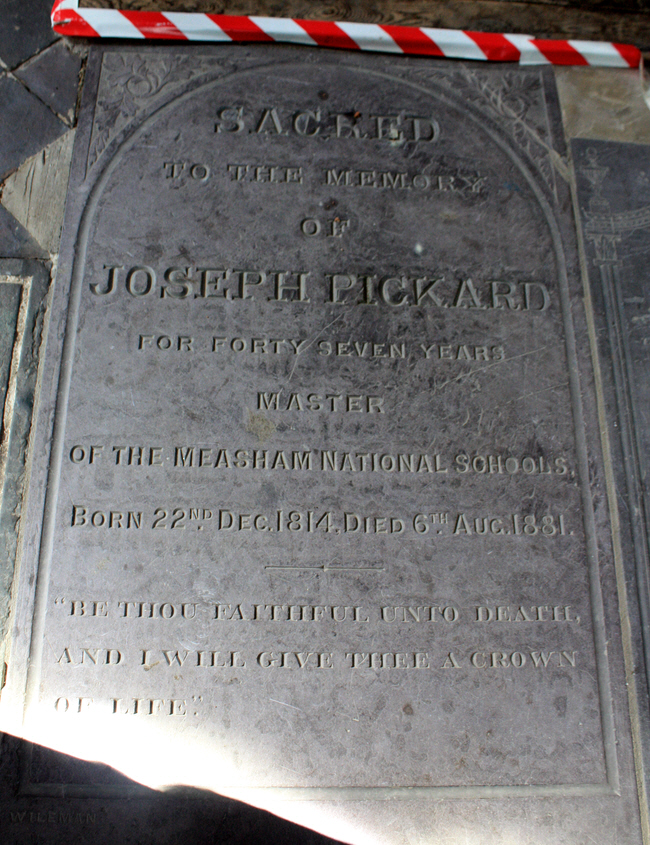 SACRED
TO THE MEMORY
OF
JOSEPH PICKARD
FOR FORTY SEVEN YEARS
MASTER
OF THE MEASHAM NATIONAL SCHOOLS,
BORN 22ND. DEC. 1814. DIED 6TH. AUG. 1881.
"BE THOU FAITHFUL UNTO DEATH,
AND I WILL GIVE THEE A CROWN
OF LIFE".
WILEMAN